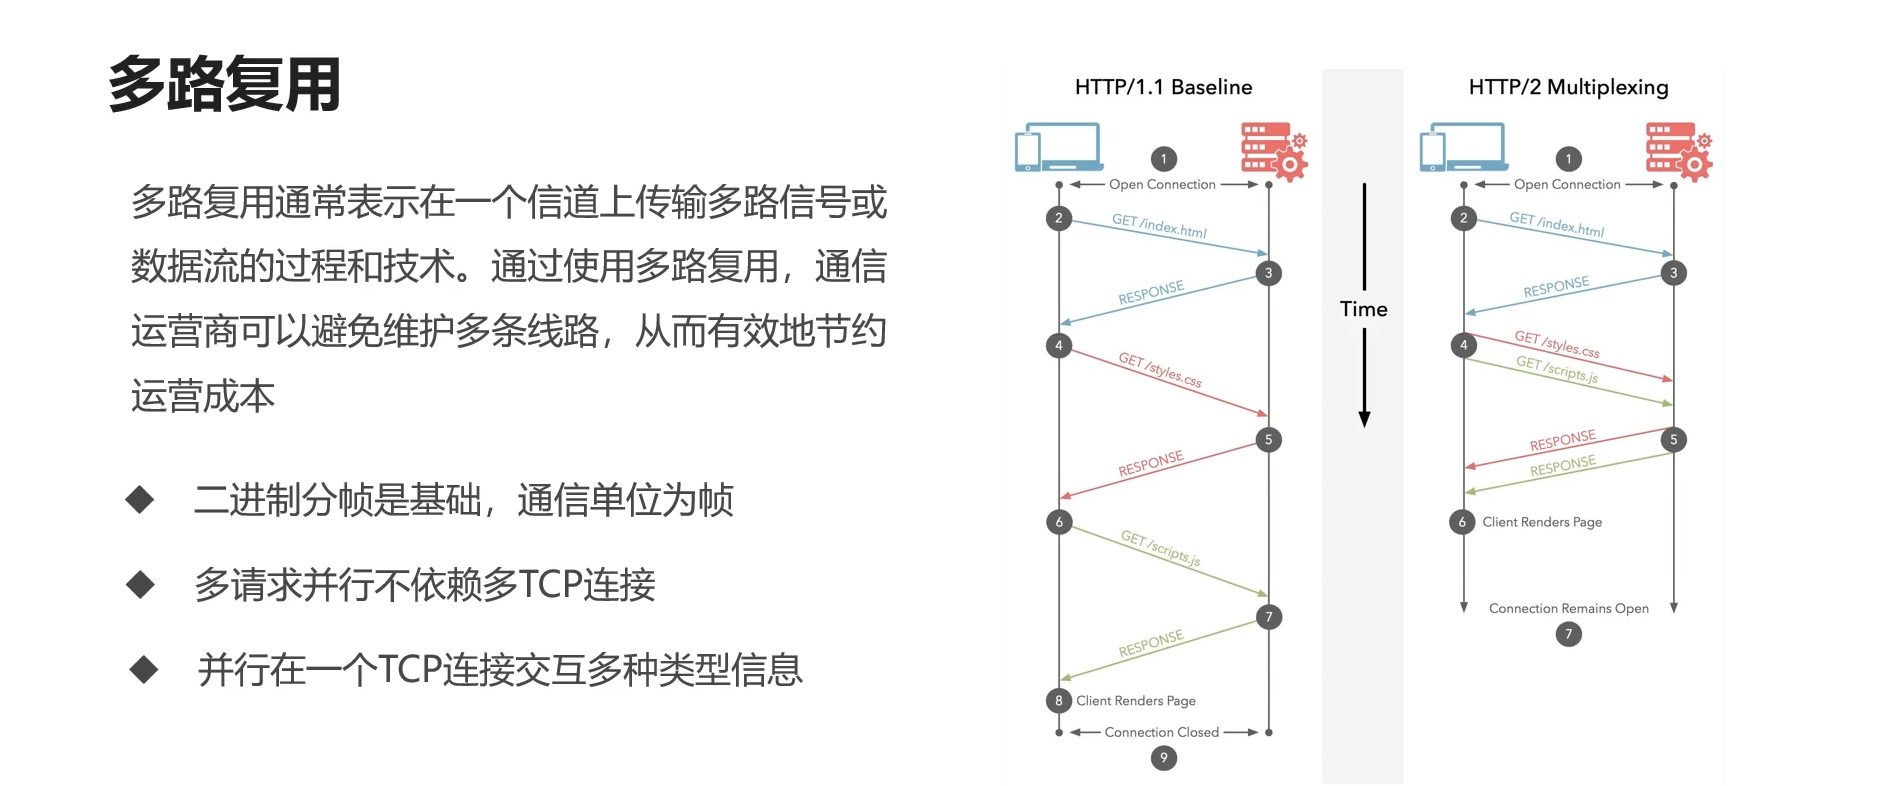 多路复用
多路复用通常表示在一个信道上传输多路信号或
数据流的过程和技术。通过使用多路复用，通信
运营商可以避免维护多条线路，从而有效地节约
运营成本
二进制分帧是基础，通信单位为帧
多请求并行不依赖多TCP连接
并行在一个TCP连接交互多种类型信息
HTTP/1.1 Baseline
1
Open Connection
2
GET /index.html
3
RESPONSE
4
GET /styles.css
5
RESPONSE
6
GET /scripts.js
7
RESPONSE
8 Client Renders Page
Connection Closed
9
Time
HTTP/2 Multiplexing
1
Open Connection
2
GET /index.html
3
RESPONSE
4
GET /styles.css
GET /scripts.js
5
RESPONSE
RESPONSE
6 Client Renders Page
Connection Remains Open
7